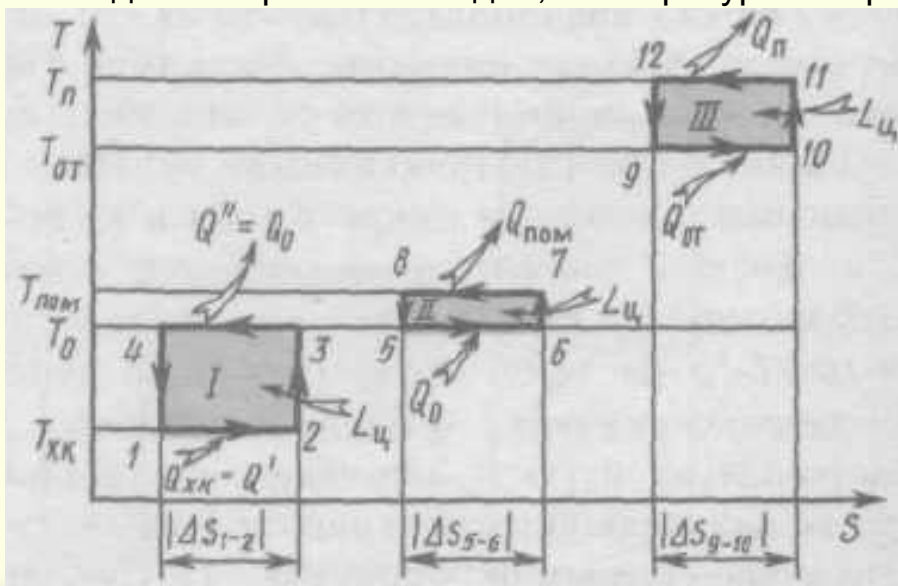 T
12
Qп
11
Tп
III
Lц
Tот
9
10
Qот
Q" = Q0
Qпом
8
7
Tпом
II
Lц
T0
4
3
5
6
I
Q0
Lц
Tхк
1
2
Qхк = Q'
S
|ΔS1-2|
|ΔS5-6|
|ΔS9-10|